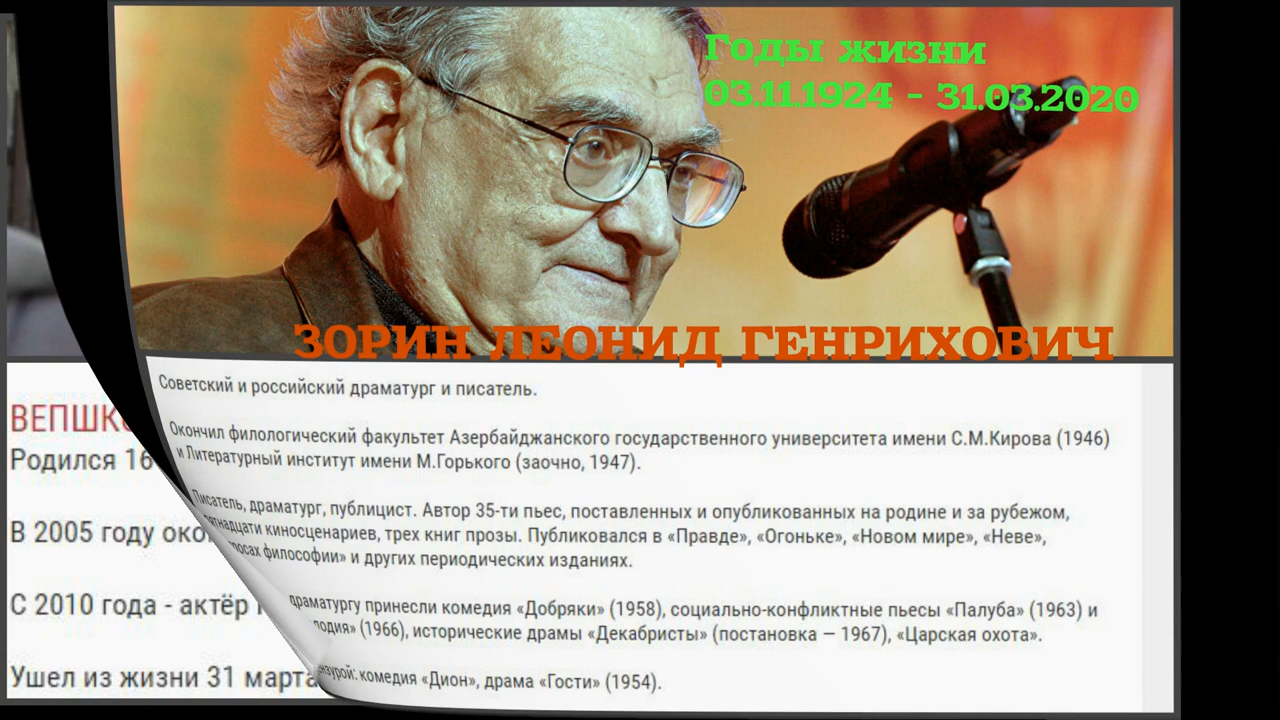 Годы жизни
03.11.1924 - 31.03.2020
ЗОРИН ЛЕОНИД ГЕНРИХОВИЧ
Советский и российский драматург и писатель.
Окончил филологический факультет Азербайджанского государственного университета имени С.М.Кирова (1946)
и Литературный институт имени М.Горького (заочно, 1947).
Писатель, драматург, публицист. Автор 35-ти пьес, поставленных и опубликованных на родине и за рубежом,
киносценариев, трех книг прозы. Публиковался в «Правде», «Огоньке», «Новом мире», «Неве»,
философии» и других периодических изданиях.
драматургу принесли комедия «Добряки» (1958), социально-конфликтные пьесы «Палуба» (1963) и
(1966), исторические драмы «Декабристы» (постановка — 1967), «Царская охота».
комедия «Дион», драма «Гости» (1954).
Родился 16
В 2005 году
С 2010 года - актёр
Ушел из жизни 31 марта